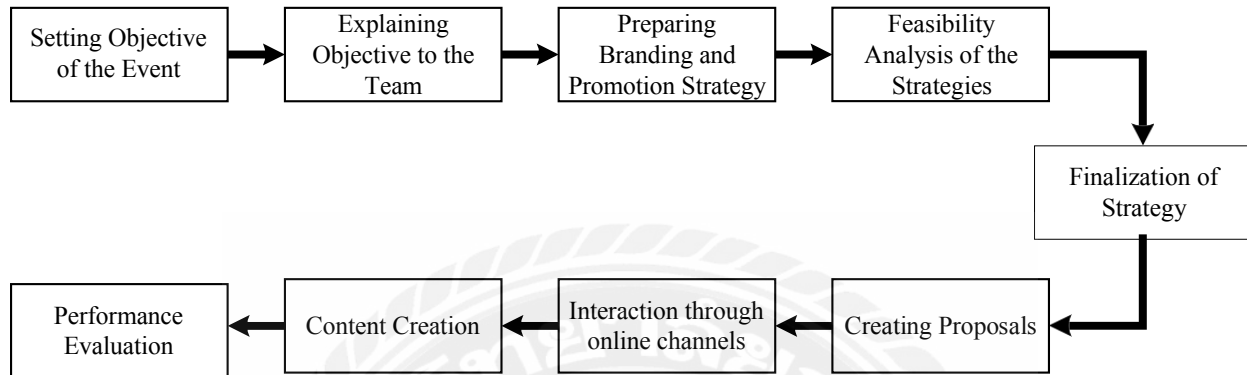 Setting Objective
of the Event
Explaining
Objective to the
Team
Preparing
Branding and
Promotion Strategy
Feasibility
Analysis of the
Strategies
Finalization of
Strategy
Creating Proposals
Interaction through
online channels
Content Creation
Performance
Evaluation